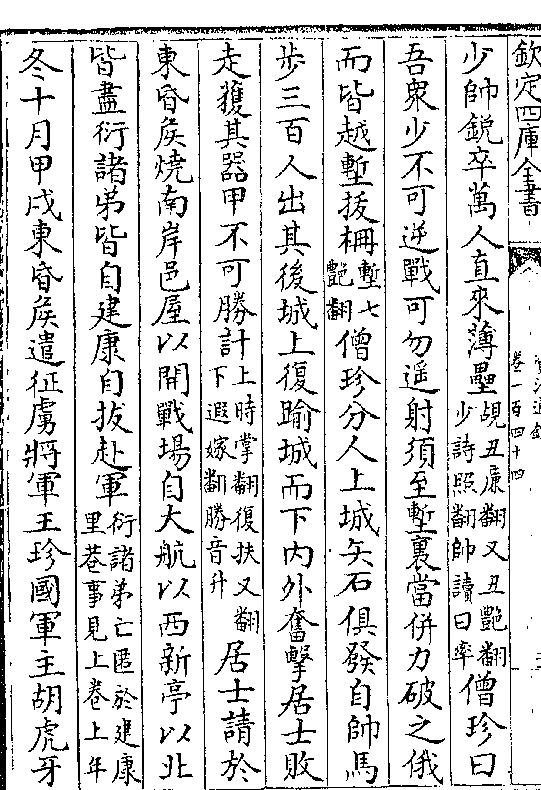 欽定四庫全書
卷一百四十四
少帥銳卒萬人直來薄壘覘丑廉翻又丑艷翻少詩照翻帥讀曰率僧珍曰
吾衆少不可逆戰可勿遥射須至塹裏當併力破之俄
而皆越塹拔柵塹七艷翻僧珍分人上城矢石俱發自帥馬
歩三百人出其後城上復踰城而下内外奮擊居士敗
走獲其器甲不可勝計上時掌翻復扶又翻下遐嫁翻勝音升居士請於
東昏侯燒南岸邑屋以開戰場自大航以西新亭以北
皆盡衍諸弟皆自建康自拔赴軍衍諸弟亡匿於建康里巷事見上卷上年
冬十月甲戌東昏侯遣征虜將軍王珍國軍主胡虎牙